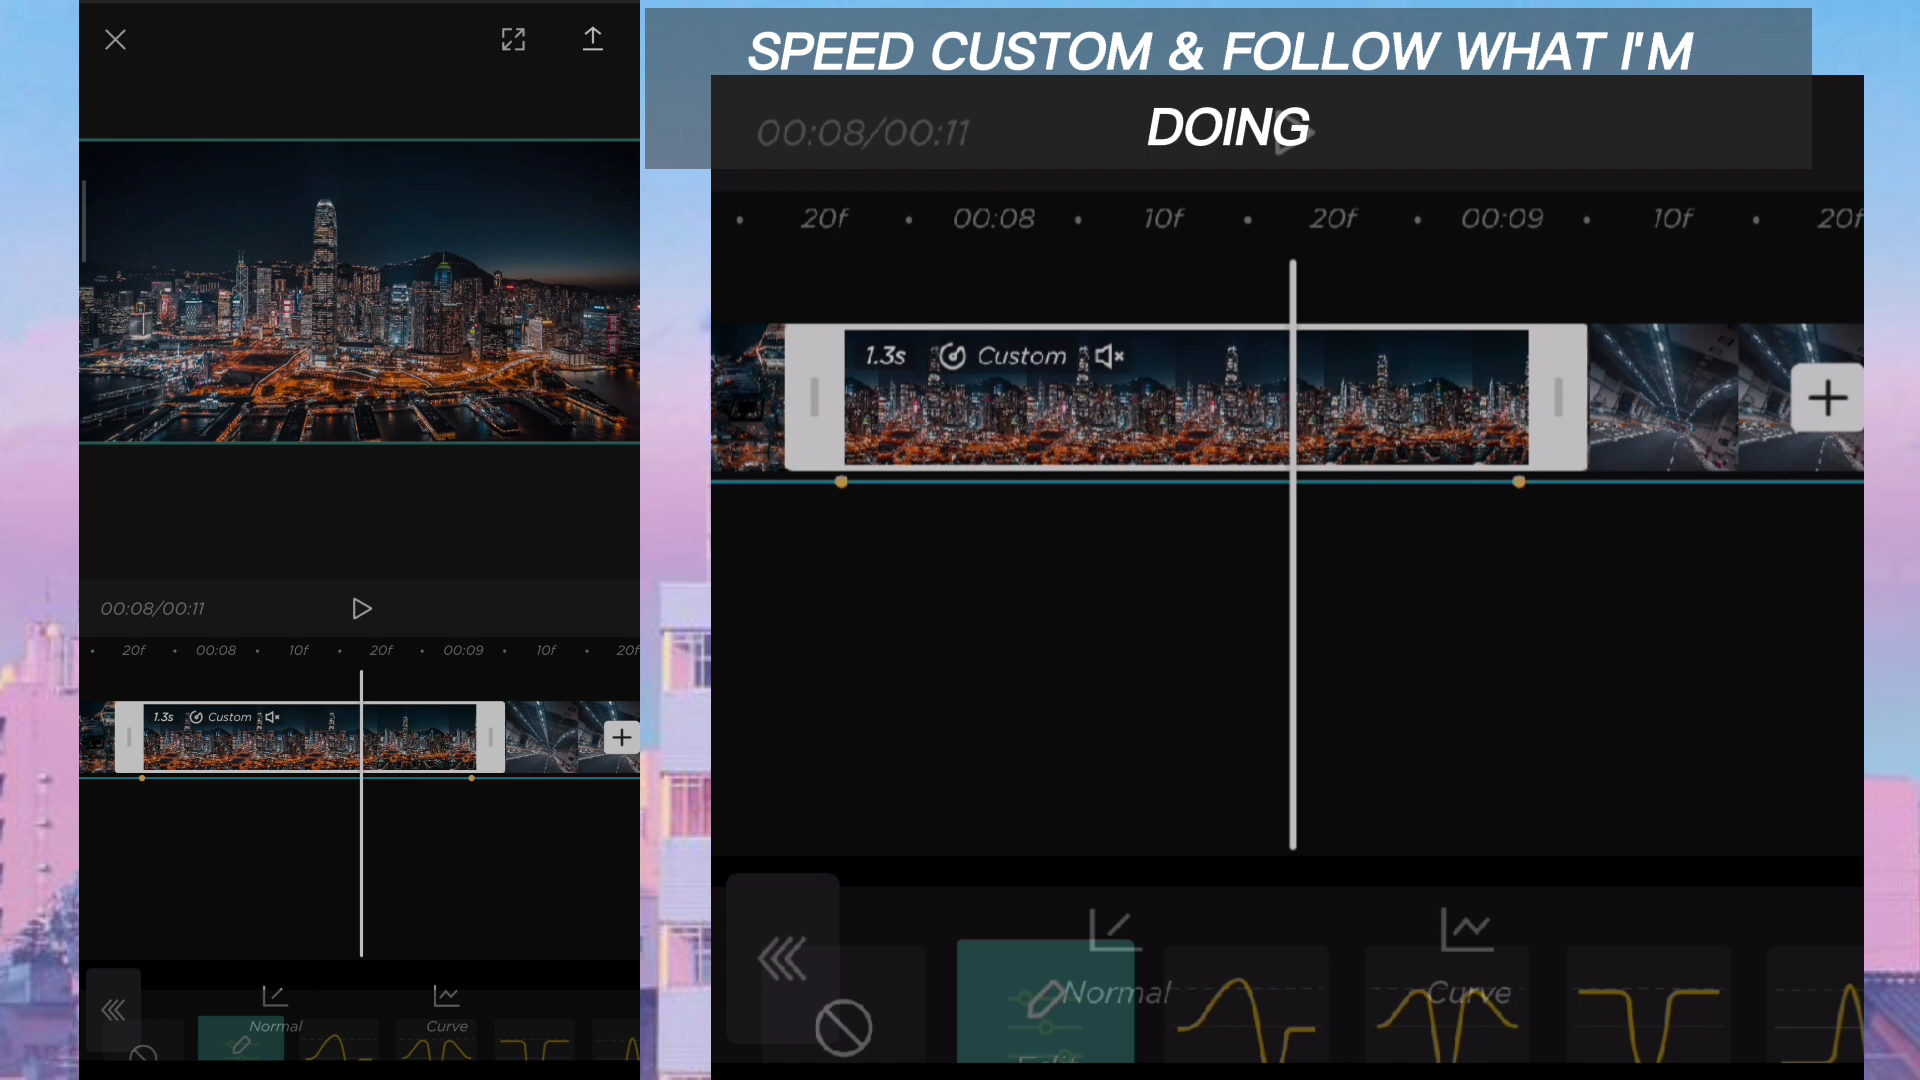 SPEED CUSTOM & FOLLOW WHAT I'M
DOING
00:08/00:11
20f 00:08 10f 20f 00:09 10f 20f
1.3s Custom
Normal Curve
00:08/00:11
20f 00:08 10f 20f 00:09 10f 20f
1.3s Custom
Normal Curve